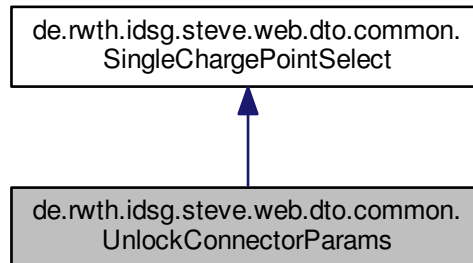 de.rwth.idsg.steve.web.dto.common.
SingleChargePointSelect
de.rwth.idsg.steve.web.dto.common.
UnlockConnectorParams